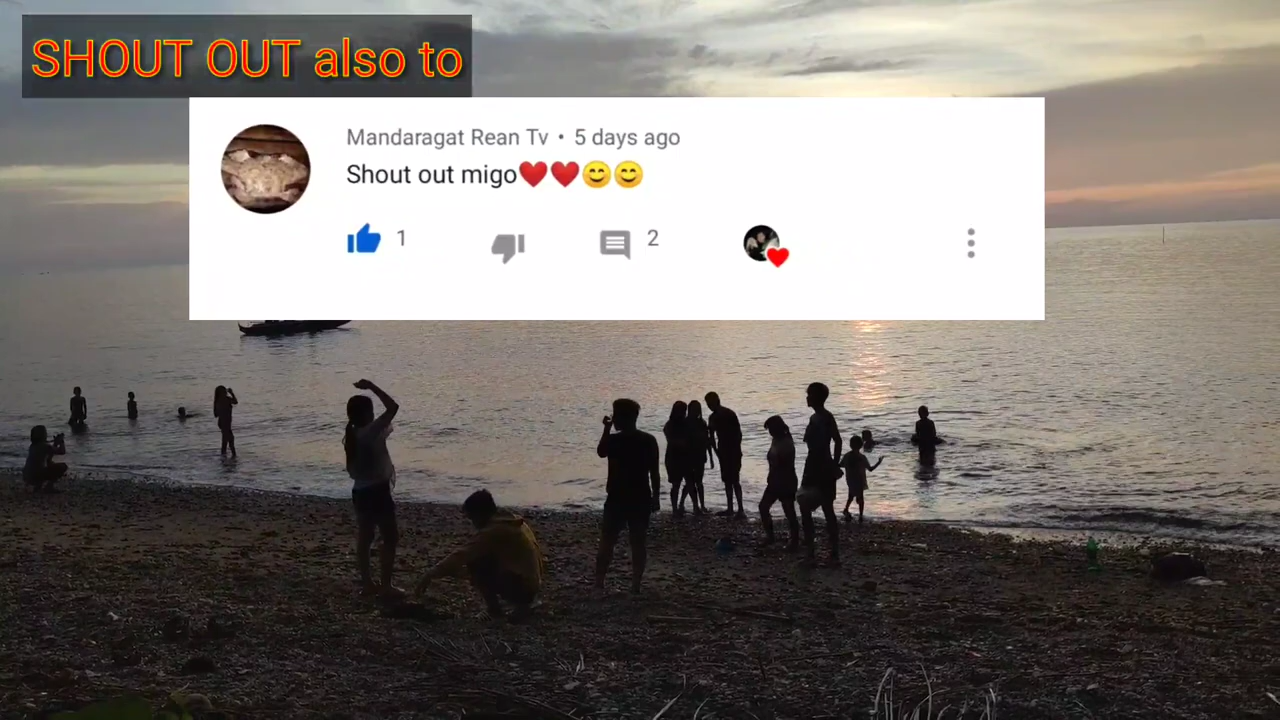 SHOUT OUT also to
Mandaragat Rean Tv • 5 days ago
Shout out migo❤️❤️😊😊
1
2